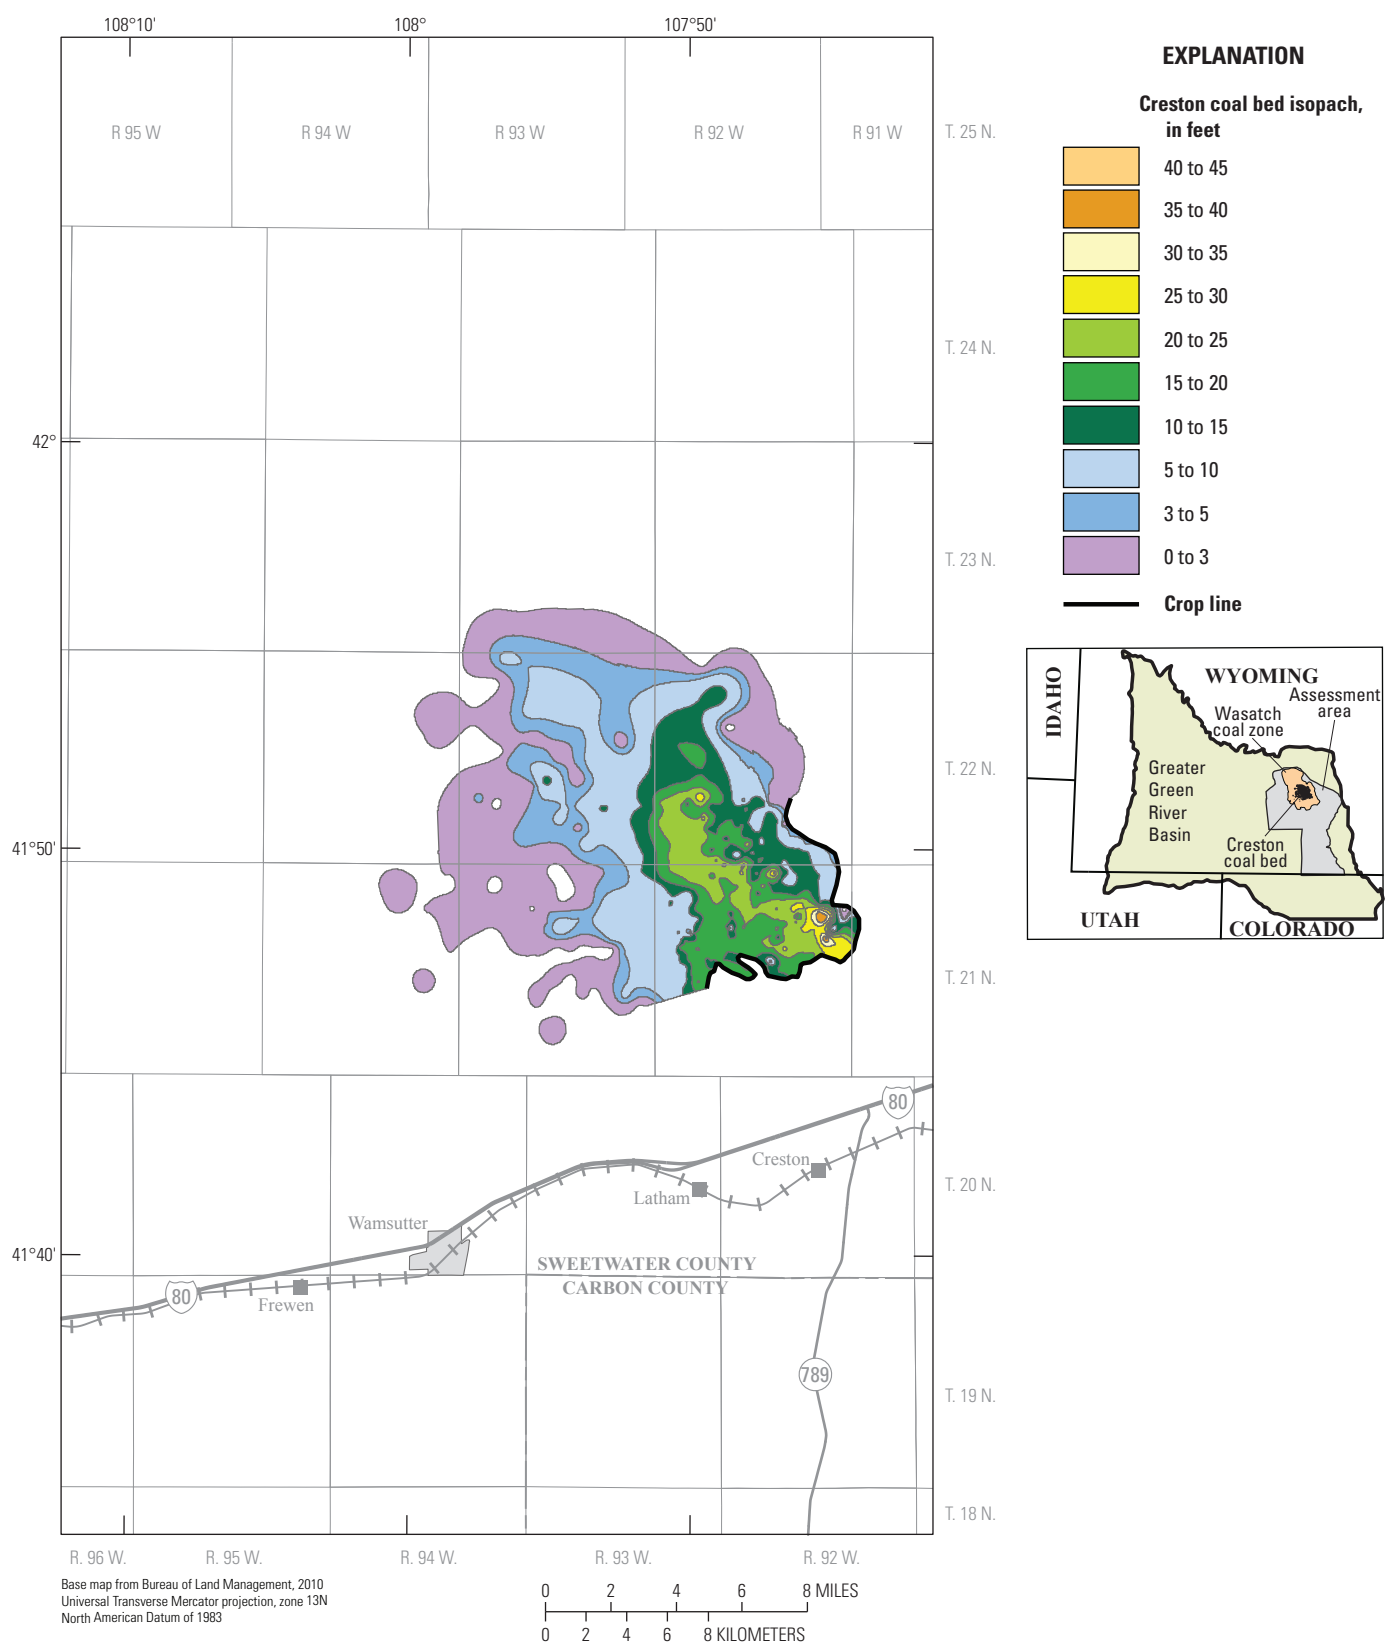 108°10'
108°
107°50'
R 95 W
R 94 W
R 93 W
R 92 W
R 91 W
T. 25 N.
T. 24 N.
42°
T. 23 N.
T. 22 N.
41°50'
T. 21 N.
80
Creston
Latham
T. 20 N.
Wamsutter
41°40'
SWEETWATER COUNTY
CARBON COUNTY
80
Frewen
789
T. 19 N.
T. 18 N.
R. 96 W.
R. 95 W.
R. 94 W.
R. 93 W.
R. 92 W.
Base map from Bureau of Land Management, 2010
Universal Transverse Mercator projection, zone 13N
North American Datum of 1983
0 2 4 6 8 MILES
0 2 4 6 8 KILOMETERS
EXPLANATION
Creston coal bed isopach,
in feet
40 to 45
35 to 40
30 to 35
25 to 30
20 to 25
15 to 20
10 to 15
5 to 10
3 to 5
0 to 3
Crop line
IDAHO
WYOMING
Assessment
area
Wasatch
coal zone
Greater
Green
River
Basin
Creston
coal bed
UTAH
COLORADO